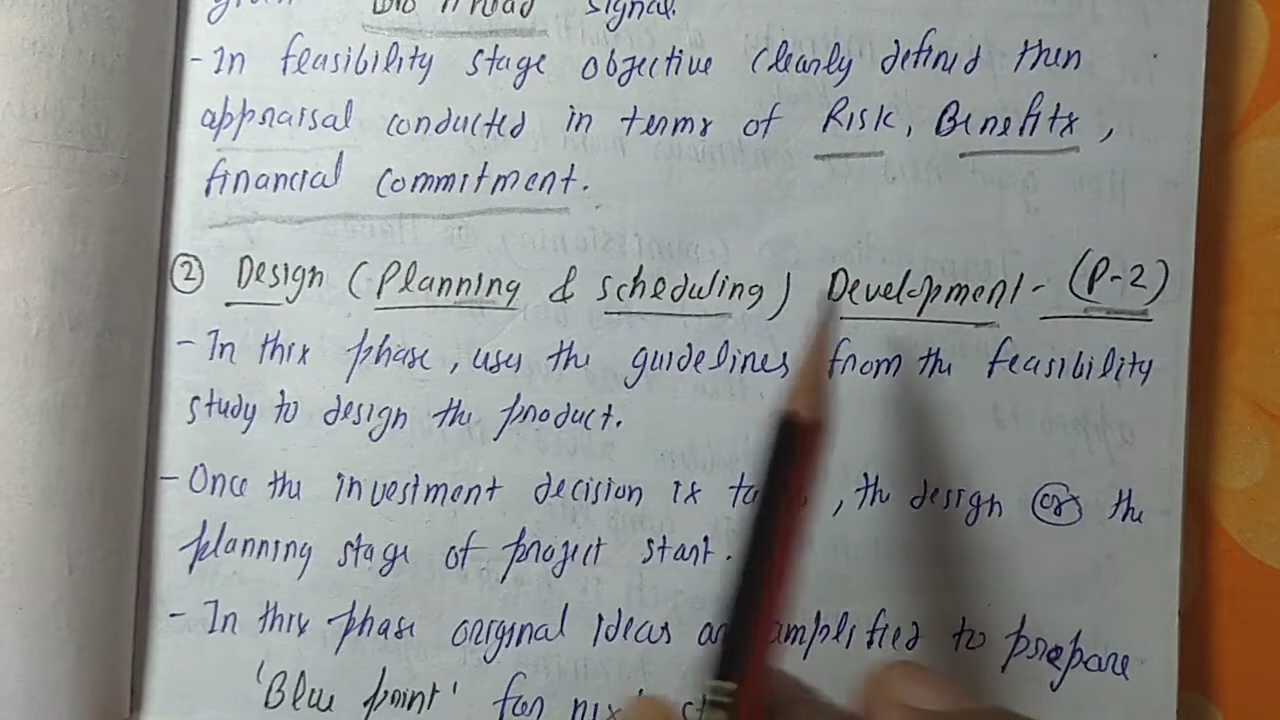 signal.
- In feasibility stage objective clearly defined then
appraisal conducted in terms of Risk, Benefits,
financial commitment.
② Design (Planning & Scheduling) Development - (P-2)
- In this phase, uses the guidelines from the feasibility
study to design the product.
- Once the investment decision is , the design or the
planning stage of project start.
- In this phase original ideas amplified to prepare
'Blue point' for